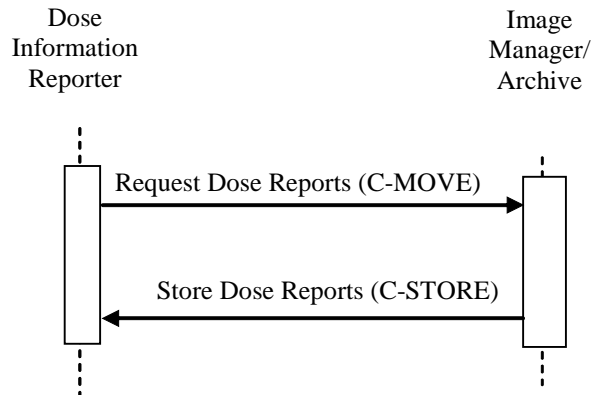 Dose
Information
Reporter
Image
Manager/
Archive
Request Dose Reports (C-MOVE)
Store Dose Reports (C-STORE)